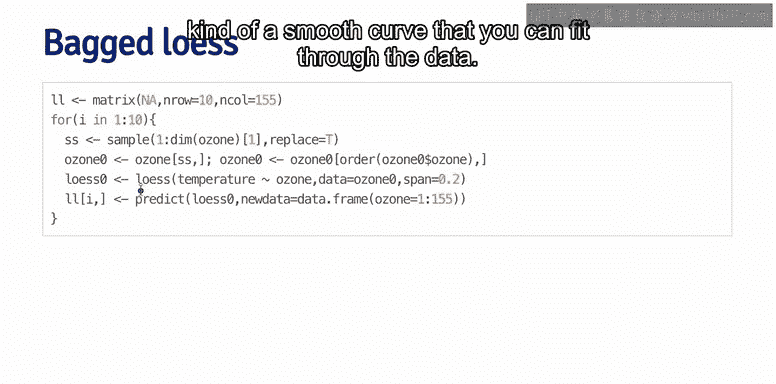 kind of a smooth curve that you can fit
through the data.
Bagged loess
ll <- matrix(NA,nrow=10,ncol=155)
for(i in 1:10){
  ss <- sample(1:dim(ozone)[1],replace=T)
  ozone0 <- ozone[ss,]; ozone0 <- ozone0[order(ozone0$ozone),]
  loess0 <- loess(temperature ~ ozone,data=ozone0,span=0.2)
  ll[i,] <- predict(loess0,newdata=data.frame(ozone=1:155))
}